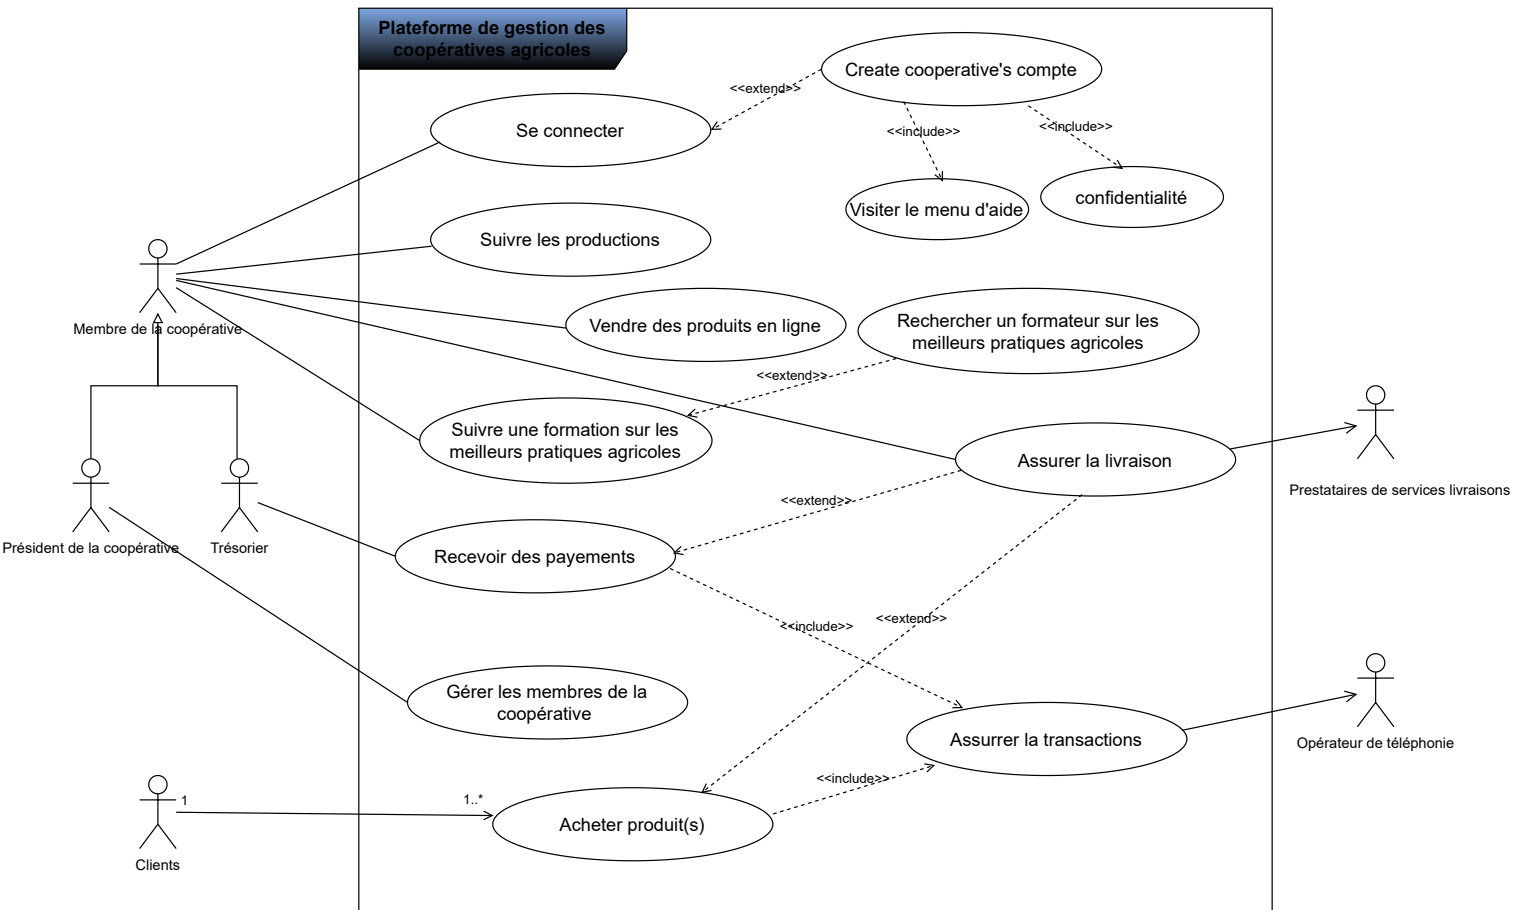 Plateforme de gestion des
coopératives agricoles
Create cooperative's compte
<<extend>>
Se connecter
<<include>>
<<include>>
Visiter le menu d'aide
confidentialité
Suivre les productions
Membre de la coopérative
Vendre des produits en ligne
Rechercher un formateur sur les
meilleurs pratiques agricoles
<<extend>>
Suivre une formation sur les
meilleurs pratiques agricoles
Assurer la livraison
Prestataires de services livraisons
<<extend>>
Président de la coopérative
Trésorier
Recevoir des payements
<<include>>
<<extend>>
Gérer les membres de la
coopérative
Assurrer la transactions
Opérateur de téléphonie
<<include>>
1
1..*
Acheter produit(s)
Clients